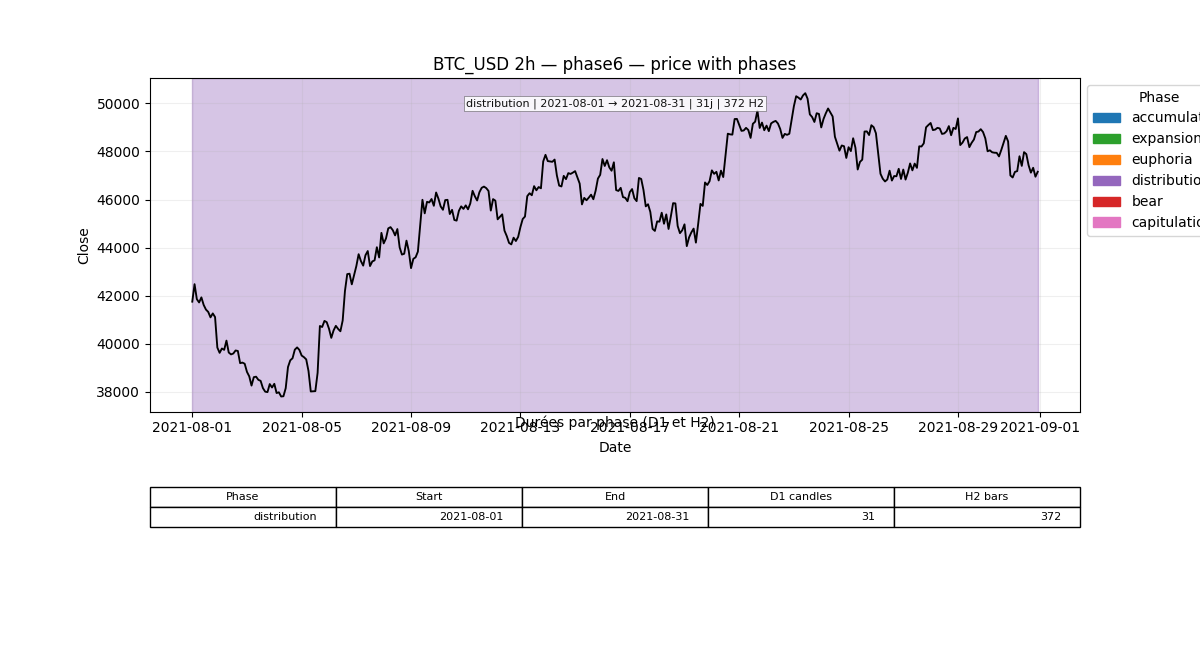 BTC_USD 2h — phase6 — price with phases
distribution | 2021-08-01 → 2021-08-31 | 31j | 372 H2
Close
50000
48000
46000
44000
42000
40000
38000
Phase
accumulat
expansion
euphoria
distributio
bear
capitulatic
Durées par phase (D1 et H2)
2021-08-01 2021-08-05 2021-08-09 2021-08-13 2021-08-17 2021-08-21 2021-08-25 2021-08-29 2021-09-01
Date
Phase Start End D1 candles H2 bars
distribution 2021-08-01 2021-08-31 31 372